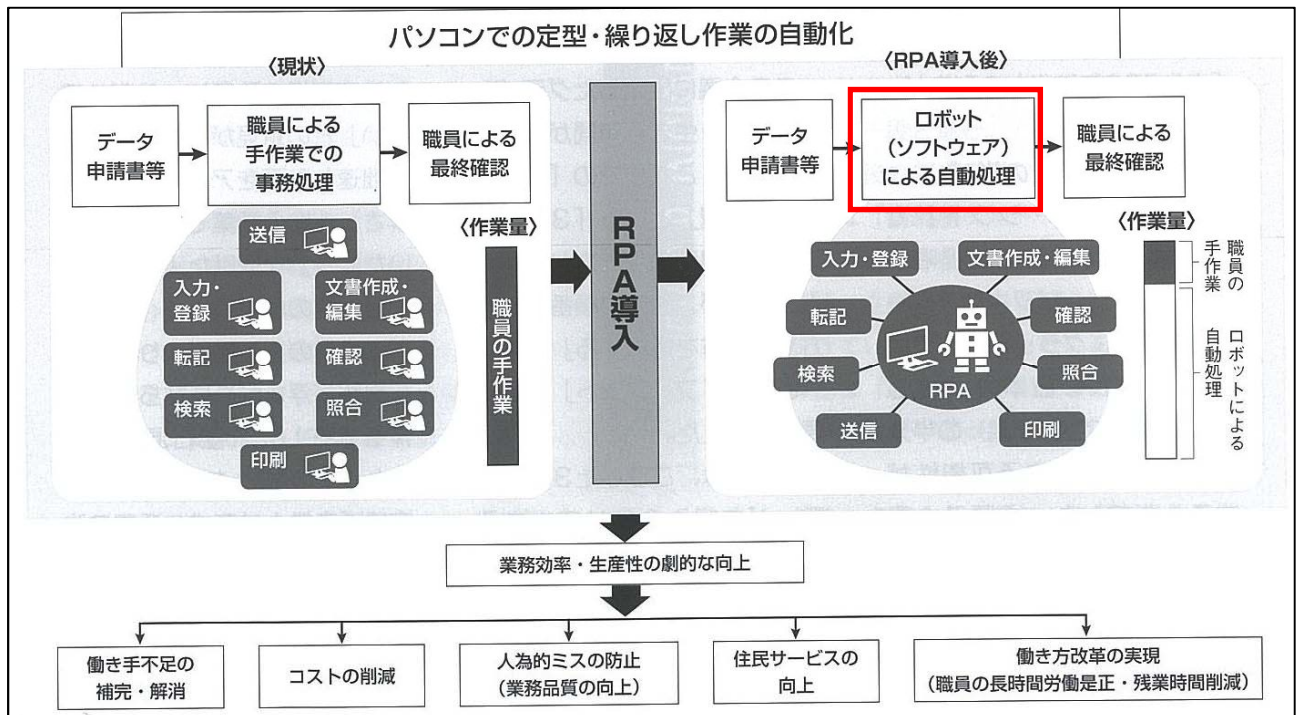 パソコンでの定型・繰り返し作業の自動化
〈現状〉
データ
申請書等
職員による
手作業での
事務処理
職員による
最終確認
送信
入力・
登録
文書作成・
編集
転記
確認
検索
照合
印刷
〈作業量〉
職員の手作業
RPA導入
〈RPA導入後〉
データ
申請書等
ロボット
(ソフトウェア)
による自動処理
職員による
最終確認
入力・登録
文書作成・編集
転記
確認
検索
照合
送信
印刷
RPA
〈作業量〉
職員の
手作業
ロボットによる
自動処理
業務効率・生産性の劇的な向上
働き手不足の
補完・解消
コストの削減
人為的ミスの防止
(業務品質の向上)
住民サービスの
向上
働き方改革の実現
(職員の長時間労働是正・残業時間削減)